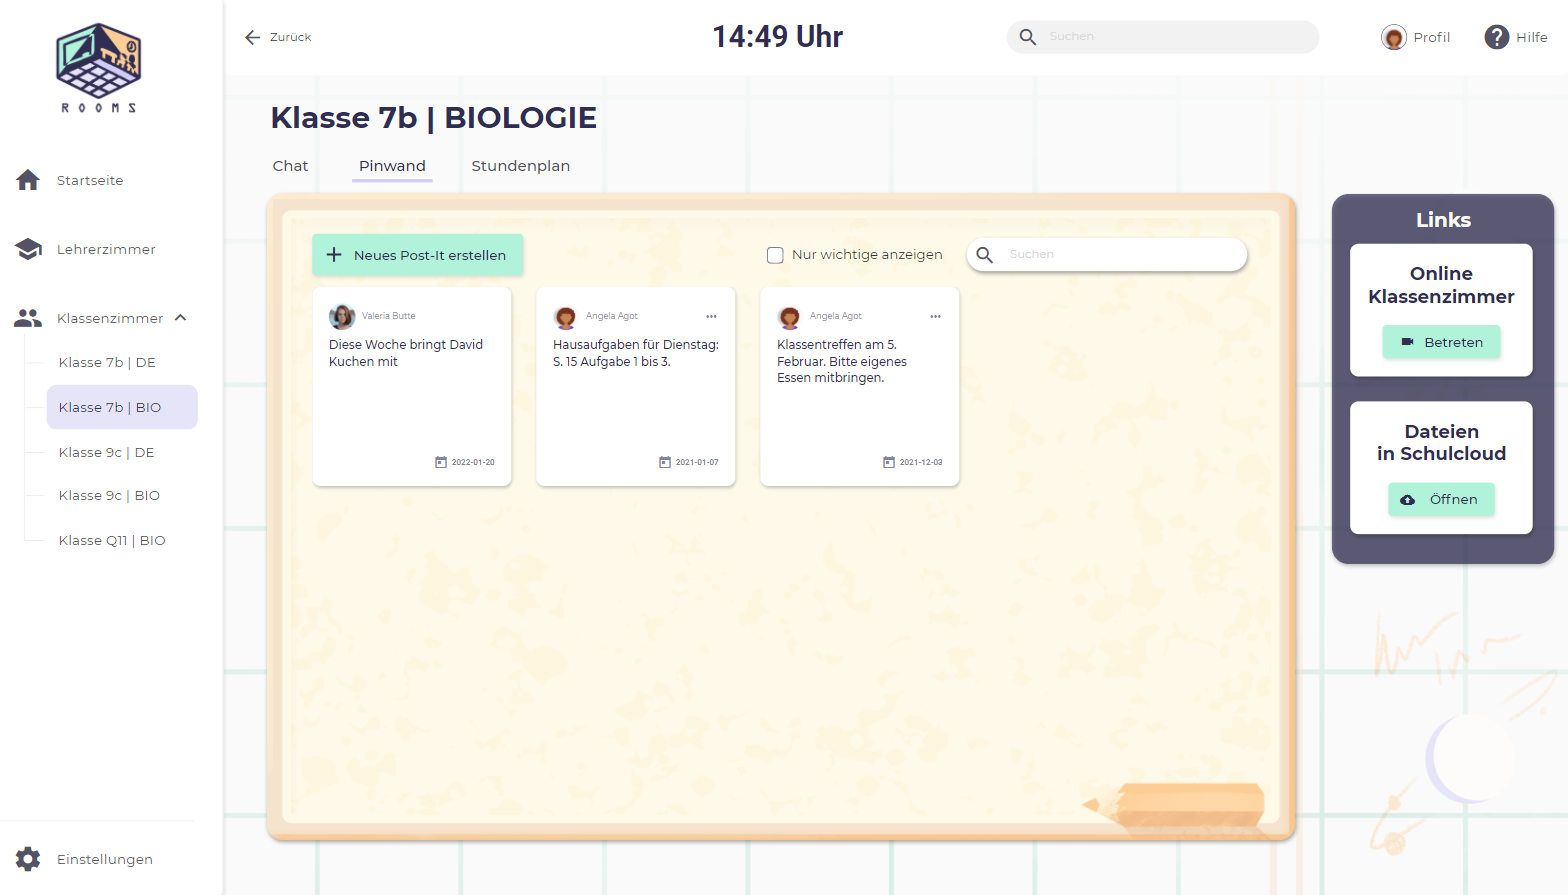 ROOMS
Zurück
14:49 Uhr
Suchen
Profil
Hilfe
Startseite
Lehrerzimmer
Klassenzimmer
Klasse 7b | DE
Klasse 7b | BIO
Klasse 9c | DE
Klasse 9c | BIO
Klasse Q11 | BIO
Einstellungen
Klasse 7b | BIOLOGIE
Chat
Pinwand
Stundenplan
Neues Post-It erstellen
Nur wichtige anzeigen
Suchen
Valeria Butte
Diese Woche bringt David
Kuchen mit
2022-01-20
Angela Agot
Hausaufgaben für Dienstag:
S. 15 Aufgabe 1 bis 3.
2021-01-07
Angela Agot
Klassentreffen am 5.
Februar. Bitte eigenes
Essen mitbringen.
2021-12-03
Links
Online
Klassenzimmer
Betreten
Dateien
in Schulcloud
Öffnen